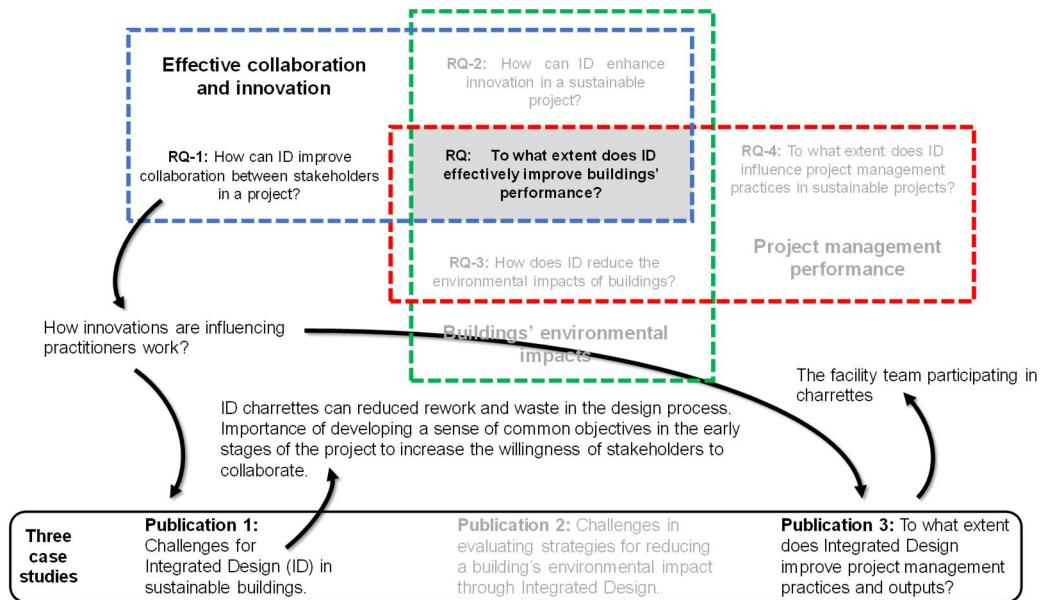 Effective collaboration
and innovation
RQ-2: How can ID enhance
innovation in a sustainable
project?
RQ-1: How can ID improve
collaboration between stakeholders
in a project?
RQ: To what extent does ID
effectively improve buildings'
performance?
RQ-4: To what extent does ID
influence project management
practices in sustainable projects?
RQ-3: How does ID reduce the
environmental impacts of buildings?
Project management
performance
How innovations are influencing
practitioners work?
Buildings' environmental
impacts
The facility team participating in
charrettes
ID charrettes can reduced rework and waste in the design process.
Importance of developing a sense of common objectives in the early
stages of the project to increase the willingness of stakeholders to
collaborate.
Three
case
studies
Publication 1:
Challenges for
Integrated Design (ID) in
sustainable buildings.
Publication 2: Challenges in
evaluating strategies for reducing
a building's environmental impact
through Integrated Design.
Publication 3: To what extent
does Integrated Design
improve project management
practices and outputs?